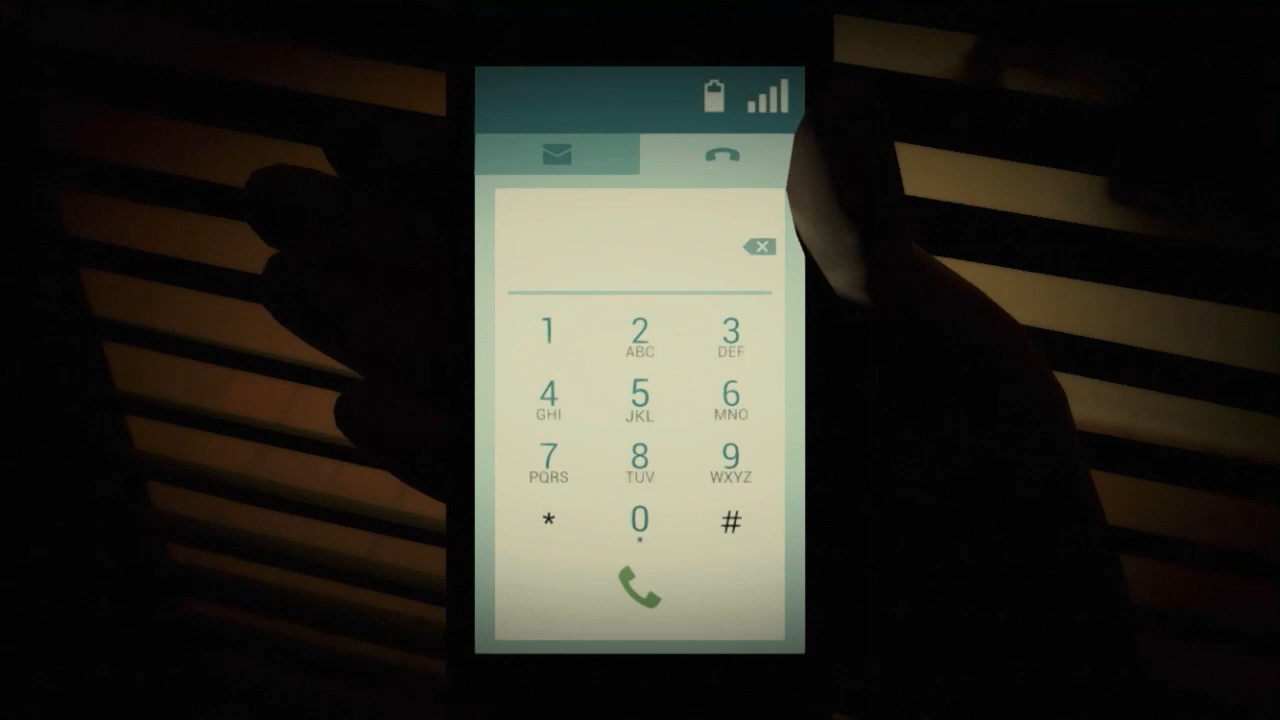 1 2 3
ABC DEF
4 5 6
GHI JKL MNO
7 8 9
PQRS TUV WXYZ
* 0 #
*